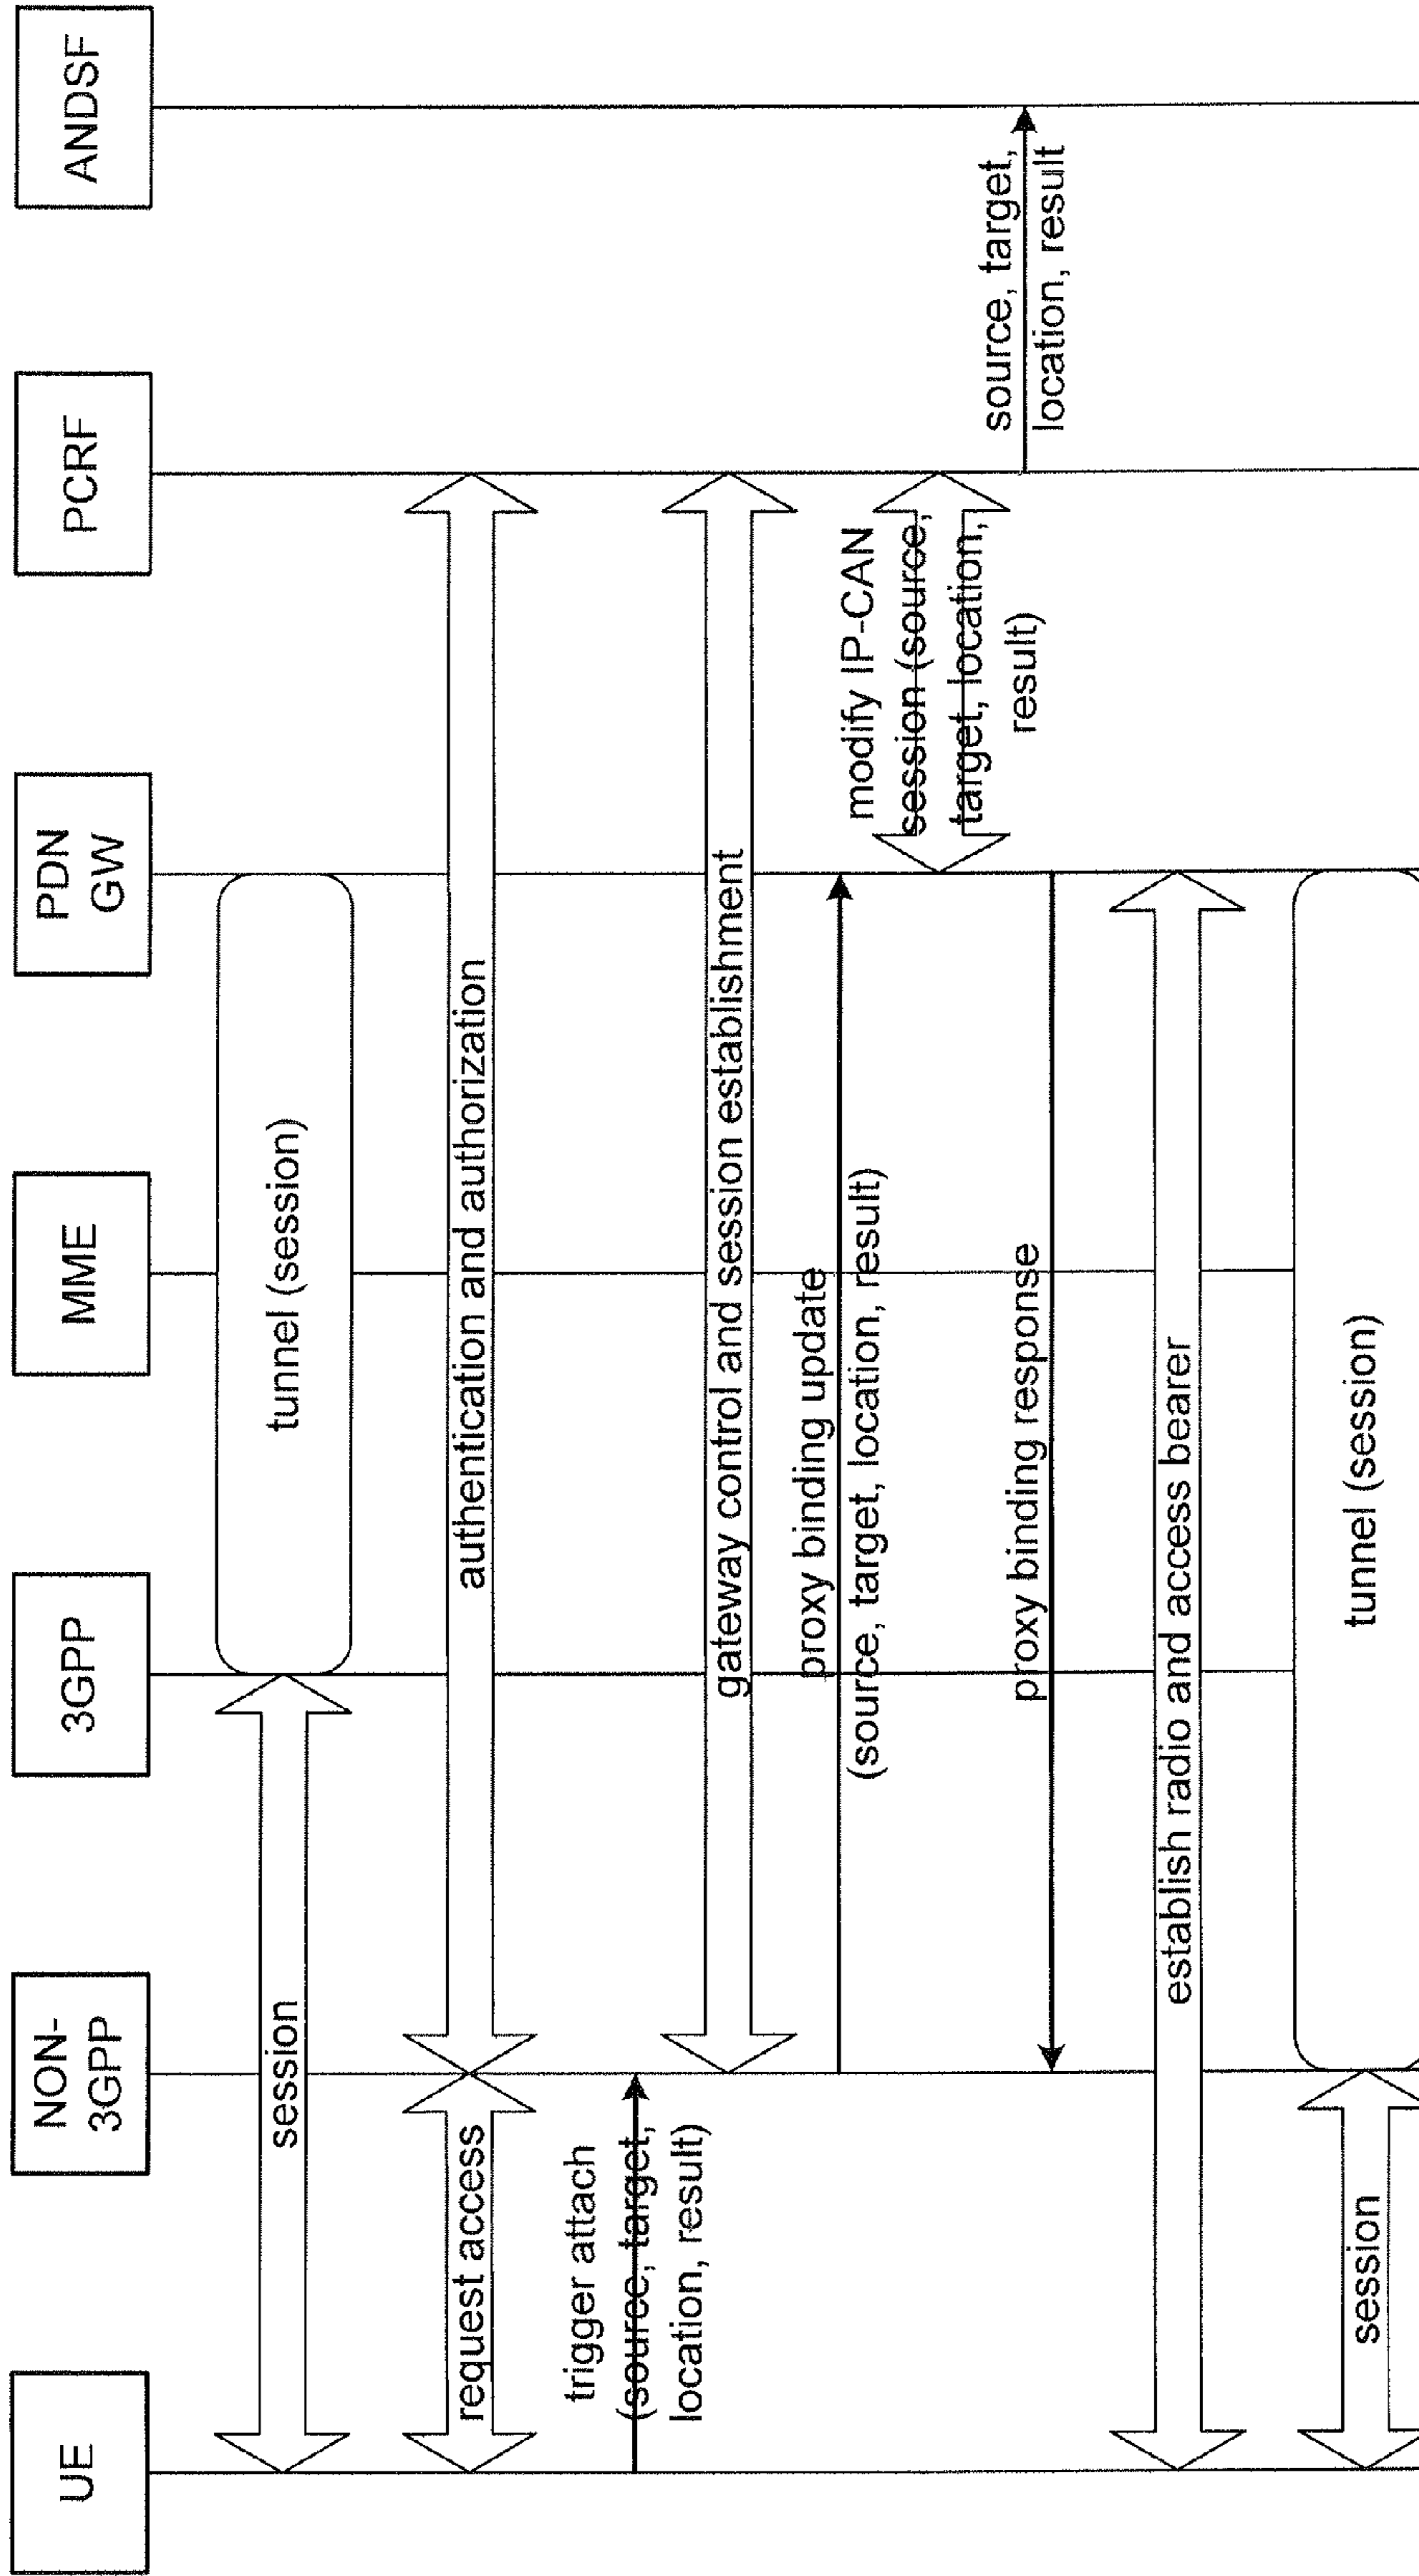 UE
NON-
3GPP
3GPP
MME
PDN
GW
PCRF
ANDSF
session
tunnel (session)
request access
authentication and authorization
trigger attach
(source, target,
location, result)
gateway control and session establishment
proxy binding update
(source, target, location, result)
modify IP-CAN
session (source,
target, location,
result)
source, target,
location, result
proxy binding response
establish radio and access bearer
session
tunnel (session)